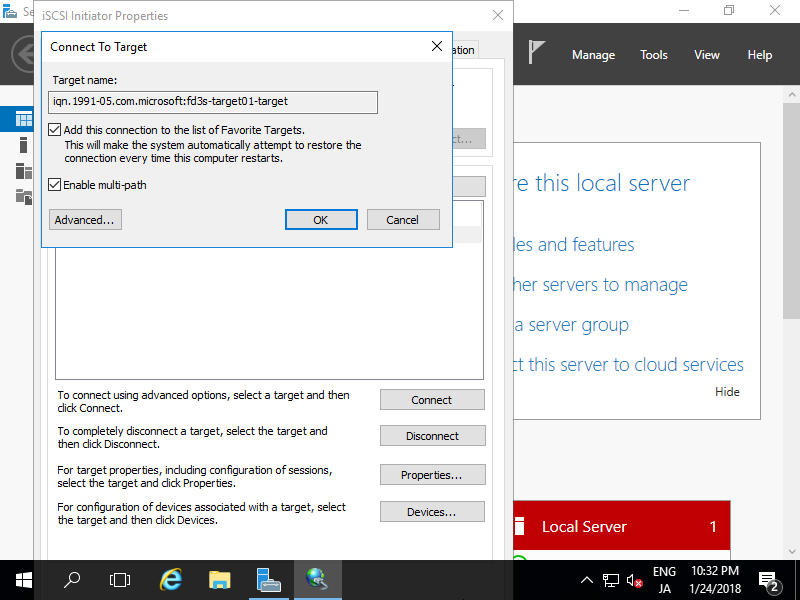 iSCSI Initiator Properties
Connect To Target
Target name:
iqn.1991-05.com.microsoft:fd3s-target01-target
Add this connection to the list of Favorite Targets.
This will make the system automatically attempt to restore the
connection every time this computer restarts.
Enable multi-path
Advanced...
OK
Cancel
To connect using advanced options, select a target and then
click Connect.
Connect
To completely disconnect a target, select the target and
then click Disconnect.
Disconnect
For target properties, including configuration of sessions,
select the target and click Properties.
Properties...
For configuration of devices associated with a target, select
the target and then click Devices.
Devices...
Manage
Tools
View
Help
re this local server
les and features
her servers to manage
a server group
ct this server to cloud services
Hide
Local Server
1
ENG
JA
10:32 PM
1/24/2018
2